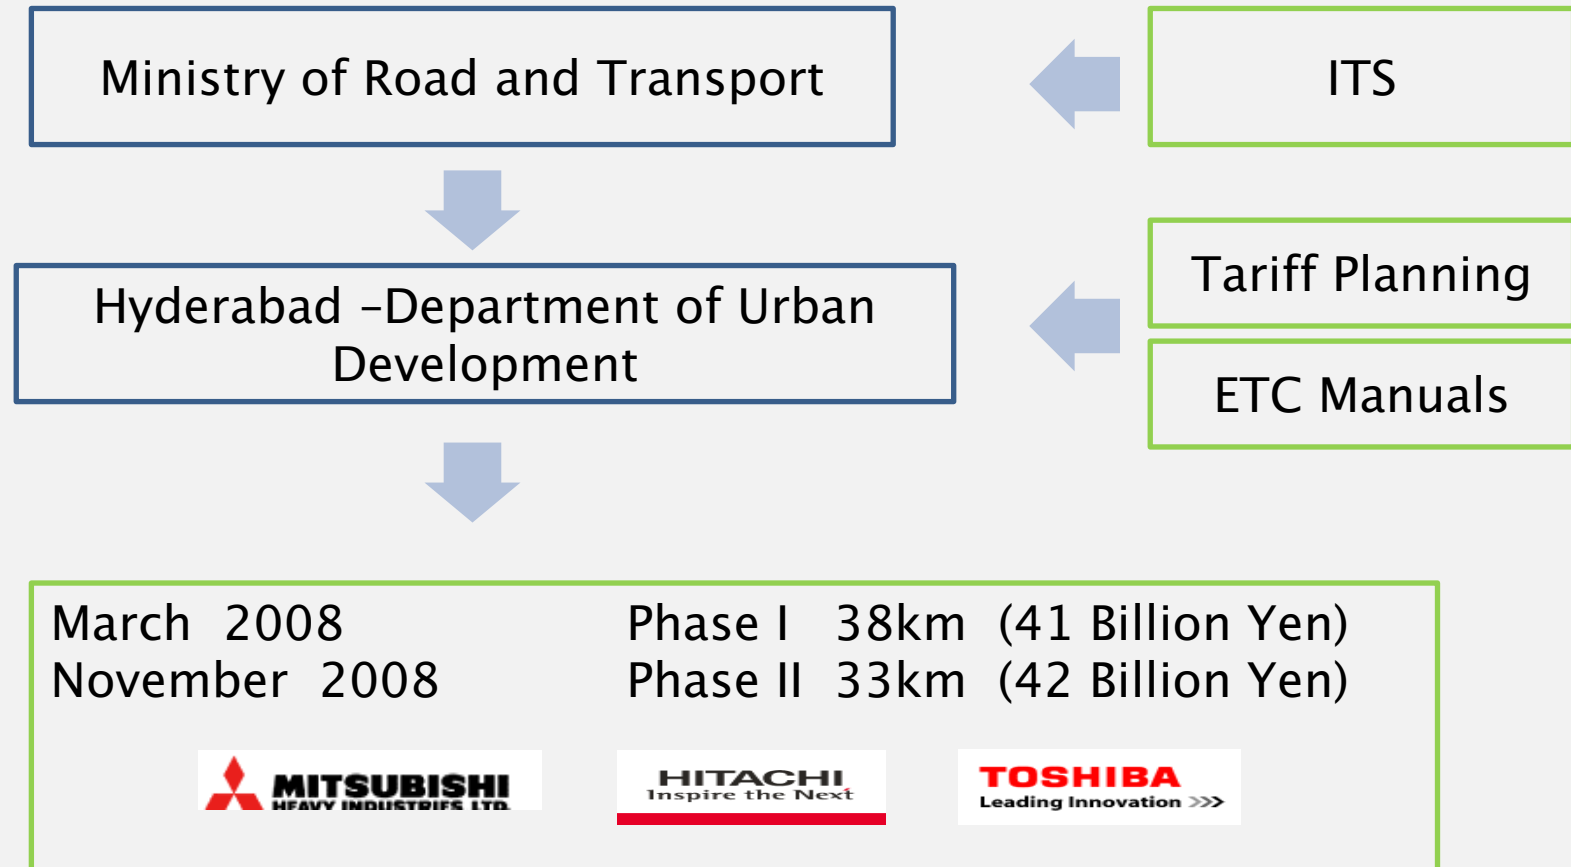 Ministry of Road and Transport
ITS
Hyderabad –Department of Urban
Development
Tariff Planning
ETC Manuals
March 2008 Phase I 38km (41 Billion Yen)
November 2008 Phase II 33km (42 Billion Yen)
MITSUBISHI
HEAVY INDUSTRIES LTD.
HITACHI
Inspire the Next
TOSHIBA
Leading Innovation >>>